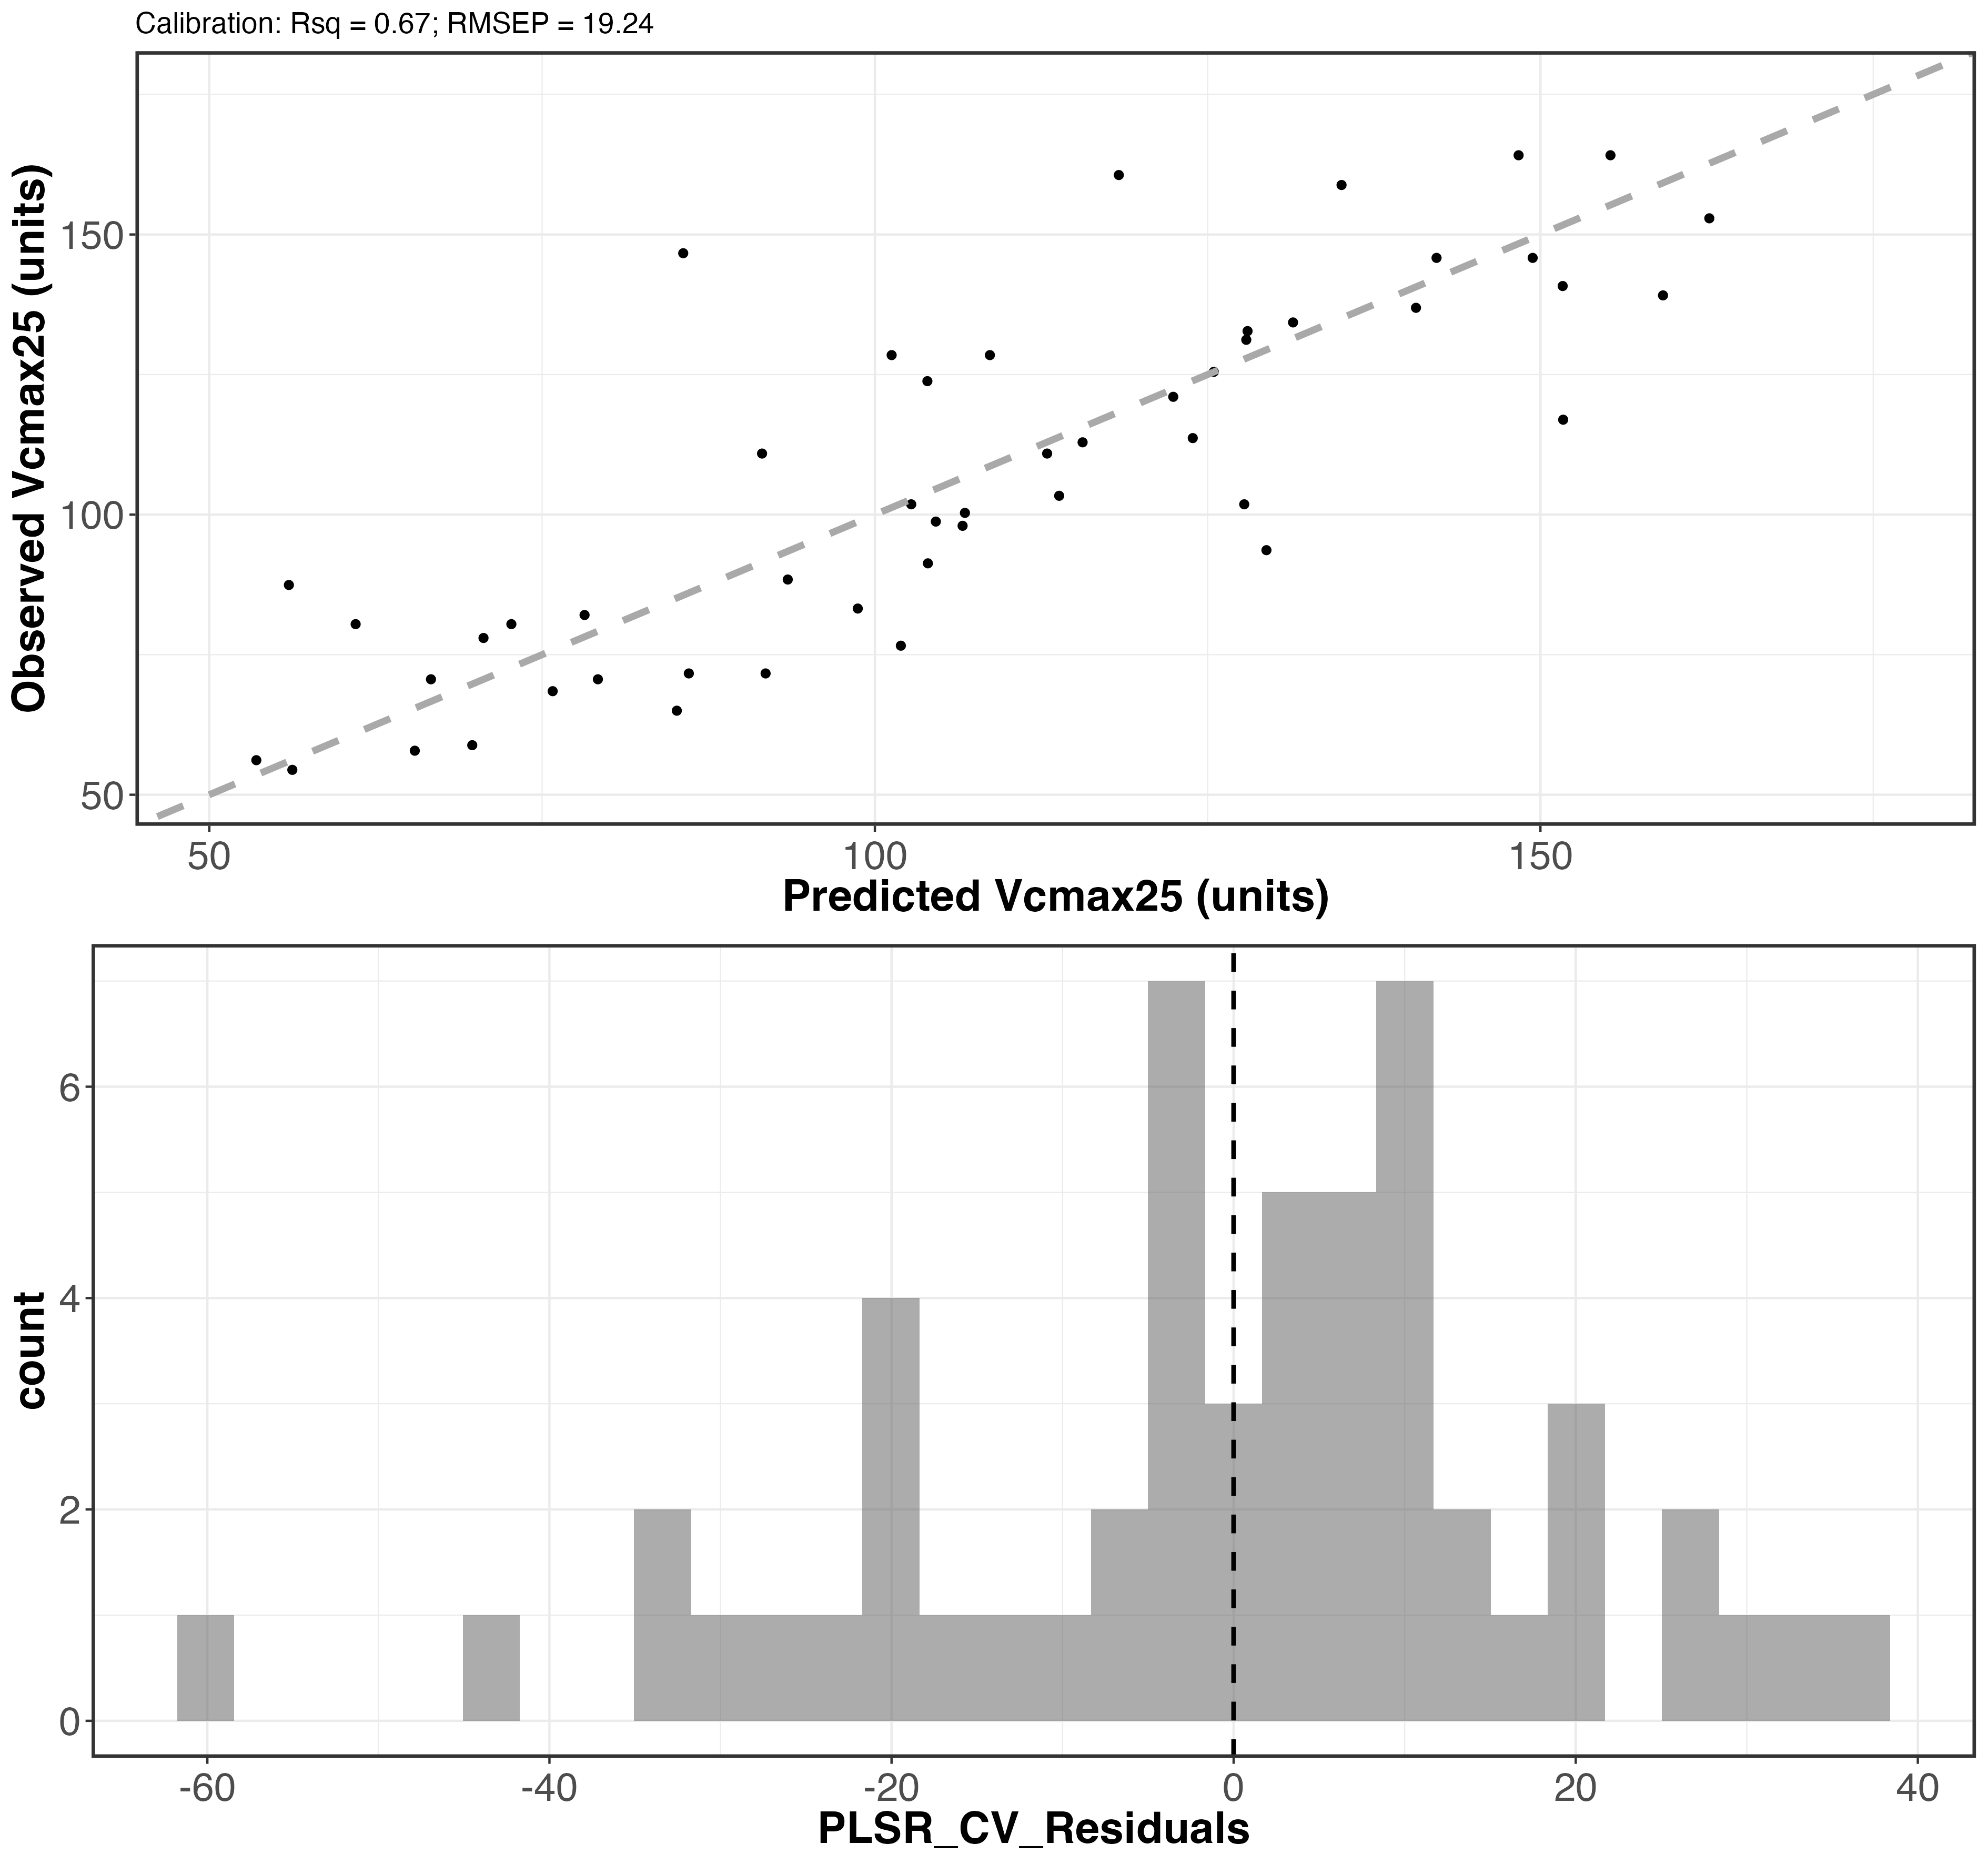 Calibration: Rsq = 0.67; RMSEP = 19.24
Observed Vcmax25 (units)
150
100
50
50 100 150
Predicted Vcmax25 (units)
count
6
4
2
0
-60 -40 -20 0 20 40
PLSR_CV_Residuals